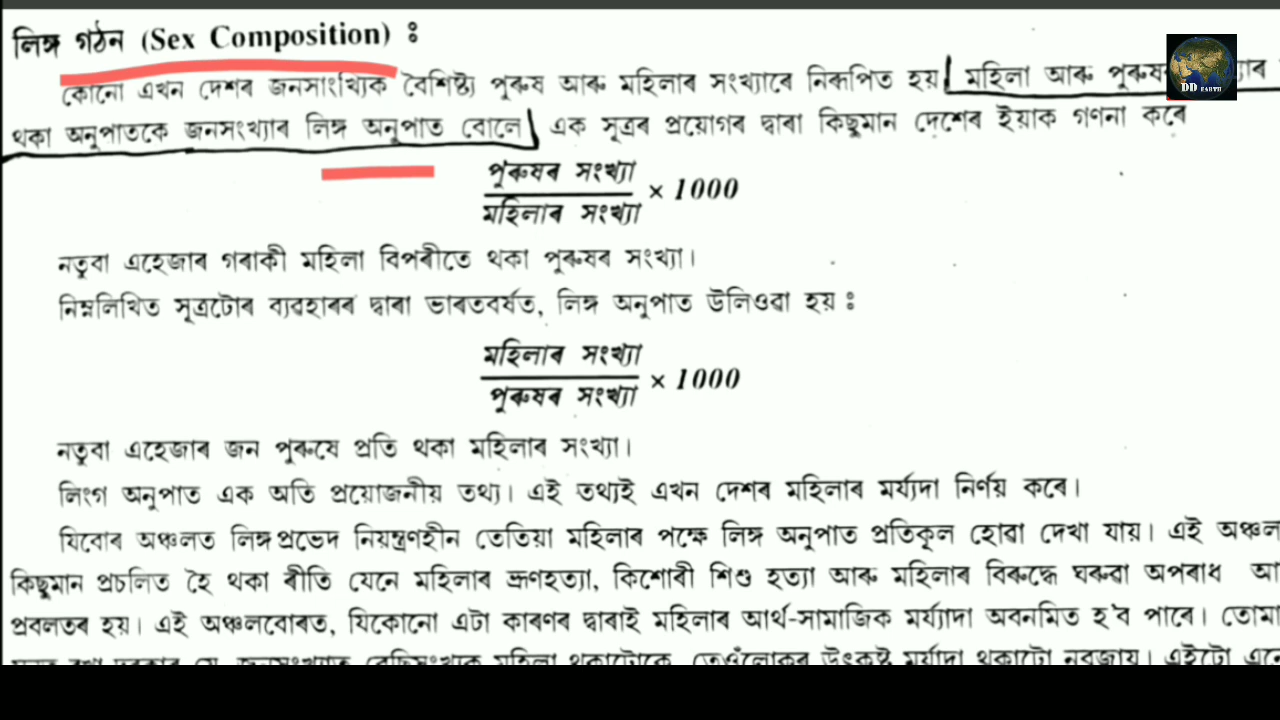 লিঙ্গ গঠন (Sex Composition) :
কোনো এখন দেশৰ জনসাংখ্যিক বৈশিষ্ট্য পুৰুষ আৰু মহিলাৰ সংখ্যাৰে নিৰূপিত হয় মহিলা আৰু পুৰুষৰ
DD EARTH
থকা অনুপাতকে জনসংখ্যাৰ লিঙ্গ অনুপাত বোলে এক সূত্ৰৰ প্ৰয়োগৰ দ্বাৰা কিছুমান দেশেৰ ইয়াক গণনা কৰে
পুৰুষৰ সংখ্যা
মহিলাৰ সংখ্যা × 1000
নতুবা এহেজাৰ গৰাকী মহিলা বিপৰীতে থকা পুৰুষৰ সংখ্যা।
নিম্নলিখিত সূত্ৰটোৰ ব্যৱহাৰৰ দ্বাৰা ভাৰতবৰ্ষত, লিঙ্গ অনুপাত উলিওৱা হয় :
মহিলাৰ সংখ্যা
পুৰুষৰ সংখ্যা × 1000
নতুবা এহেজাৰ জন পুৰুষে প্ৰতি থকা মহিলাৰ সংখ্যা।
লিংগ অনুপাত এক অতি প্ৰয়োজনীয় তথ্য। এই তথ্যই এখন দেশৰ মহিলাৰ মৰ্য্যদা নিৰ্ণয় কৰে।
যিবোৰ অঞ্চলত লিঙ্গপ্ৰভেদ নিয়ন্ত্ৰণহীন তেতিয়া মহিলাৰ পক্ষে লিঙ্গ অনুপাত প্ৰতিকূল হোৱা দেখা যায়। এই
কিছুমান প্ৰচলিত হৈ থকা ৰীতি যেনে মহিলাৰ ভ্ৰূণহত্যা, কিশোৰী শিশু হত্যা আৰু মহিলাৰ বিৰুদ্ধে ঘৰুৱা অপৰাধ
প্ৰবলতৰ হয়। এই অঞ্চলবোৰত, যিকোনো এটা কাৰণৰ দ্বাৰাই মহিলাৰ আৰ্থ-সামাজিক মৰ্য্যাদা অবনমিত হ'ব পাৰে।